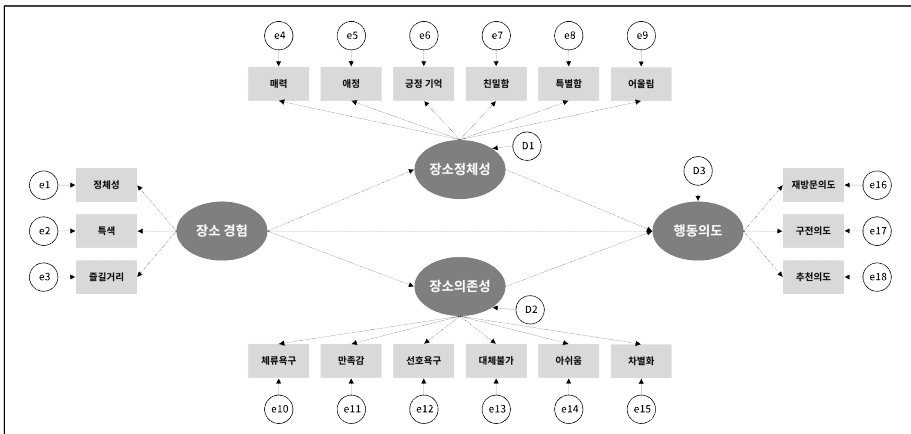 e4 e5 e6 e7 e8 e9
매력 애정 긍정 기억 친밀함 특별함 어울림
D1
장소정체성
D3
e1 정체성 재방문의도 e16
e2 특색 장소 경험 행동의도 구전의도 e17
e3 즐길거리 추천의도 e18
장소의존성
D2
체류욕구 만족감 선호욕구 대체불가 아쉬움 차별화
e10 e11 e12 e13 e14 e15